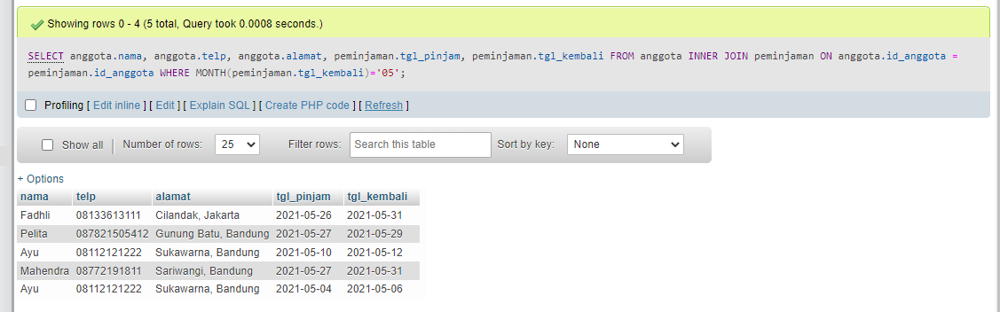 Showing rows 0 - 4 (5 total, Query took 0.0008 seconds.)
SELECT anggota.nama, anggota.telp, anggota.alamat, peminjaman.tgl_pinjam, peminjaman.tgl_kembali FROM anggota INNER JOIN peminjaman ON anggota.id_anggota =
peminjaman.id_anggota WHERE MONTH(peminjaman.tgl_kembali)='05';
Profiling [ Edit inline ] [ Edit ] [ Explain SQL ] [ Create PHP code ] [ Refresh ]
Show all Number of rows: 25 Filter rows: Search this table Sort by key: None
+ Options
nama telp alamat tgl_pinjam tgl_kembali
Fadhli 08133613111 Cilandak, Jakarta 2021-05-26 2021-05-31
Pelita 087821505412 Gunung Batu, Bandung 2021-05-27 2021-05-29
Ayu 08112121222 Sukawarna, Bandung 2021-05-10 2021-05-12
Mahendra 08772191811 Sariwangi, Bandung 2021-05-27 2021-05-31
Ayu 08112121222 Sukawarna, Bandung 2021-05-04 2021-05-06